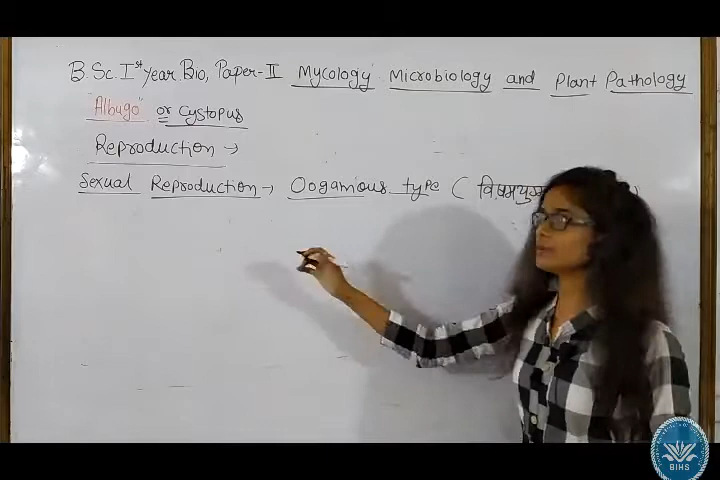 B.Sc. Ist year Bio, Paper-II Mycology Microbiology and Plant Pathology
"Albugo" or Cystopus
Reproduction →
Sexual Reproduction → Oogamous type (
BIHS